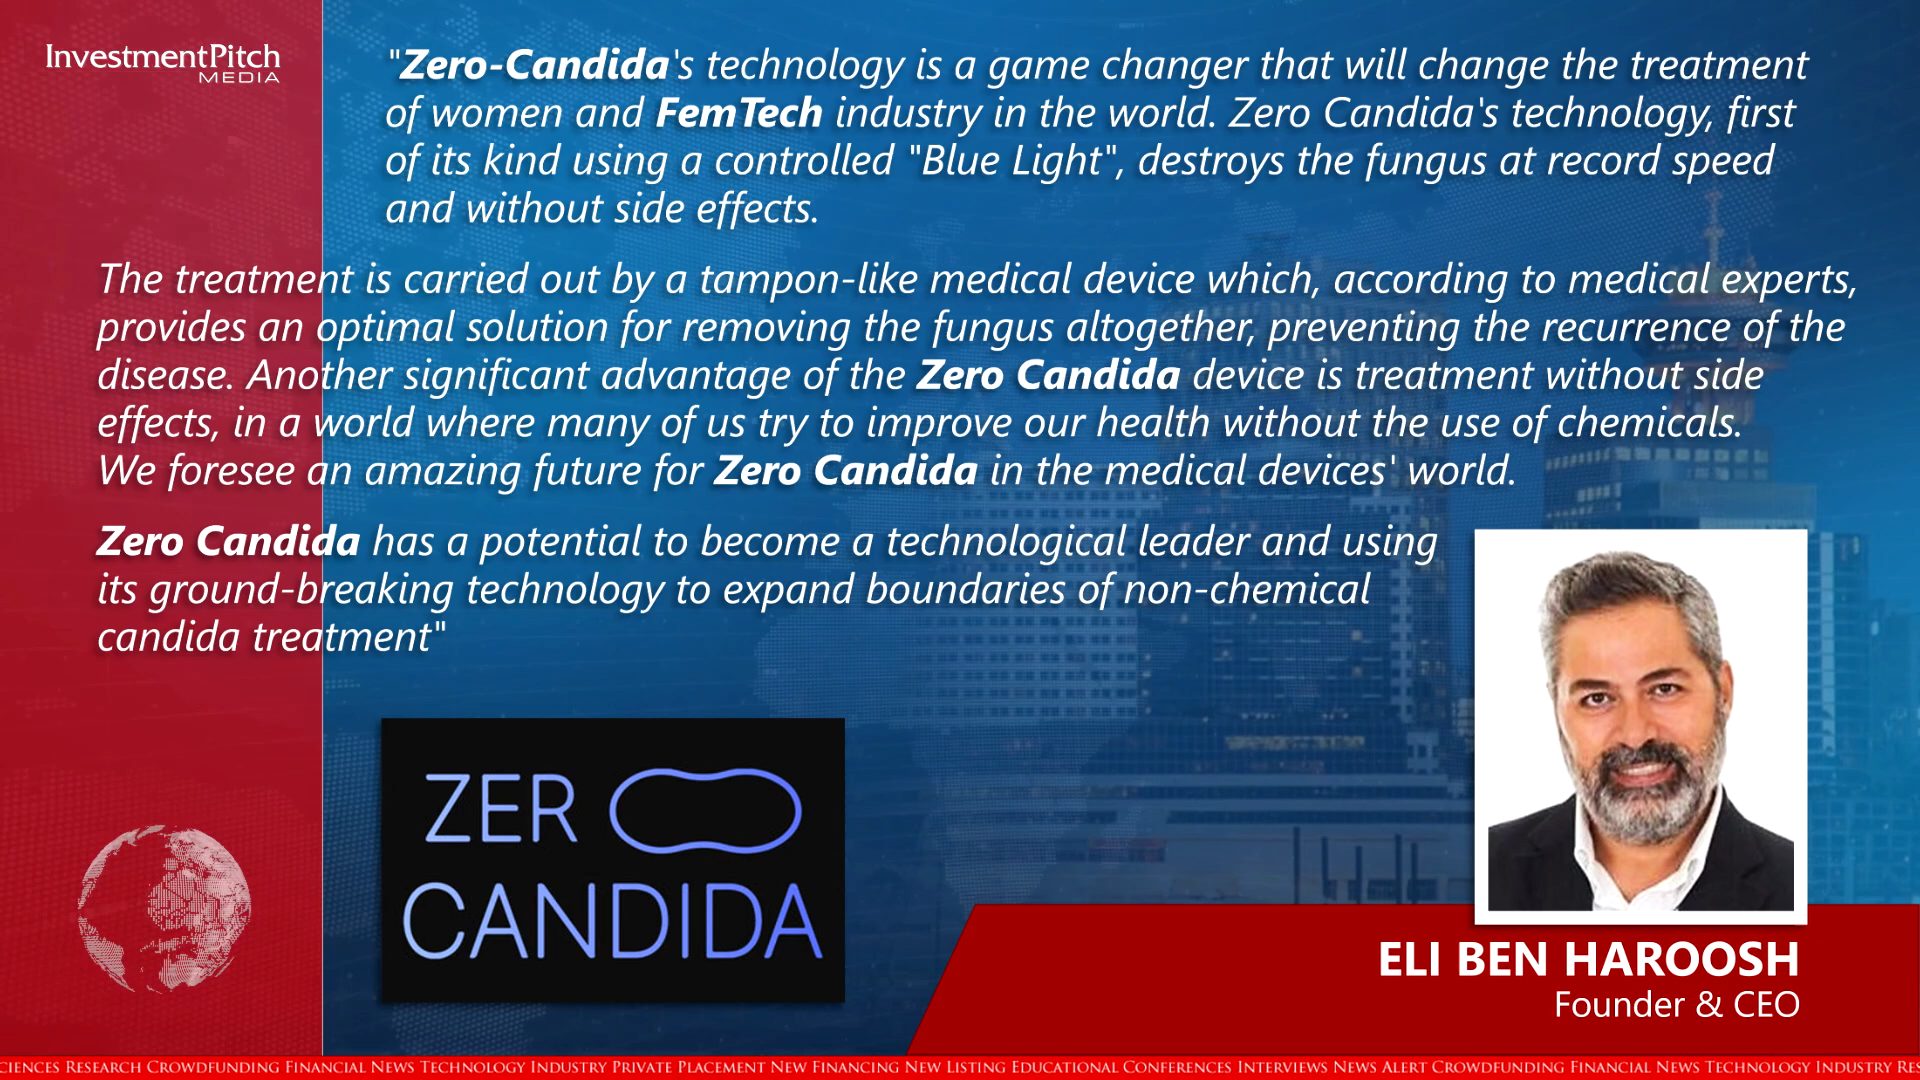 InvestmentPitch
MEDIA
"Zero-Candida's technology is a game changer that will change the treatment
of women and FemTech industry in the world. Zero Candida's technology, first
of its kind using a controlled "Blue Light", destroys the fungus at record speed
and without side effects.
The treatment is carried out by a tampon-like medical device which, according to medical experts,
provides an optimal solution for removing the fungus altogether, preventing the recurrence of the
disease. Another significant advantage of the Zero Candida device is treatment without side
effects, in a world where many of us try to improve our health without the use of chemicals.
We foresee an amazing future for Zero Candida in the medical devices' world.
Zero Candida has a potential to become a technological leader and using
its ground-breaking technology to expand boundaries of non-chemical
candida treatment"
ZER
CANDIDA
ELI BEN HAROOSH
Founder & CEO
CIENCES RESEARCH CROWDFUNDING FINANCIAL NEWS TECHNOLOGY INDUSTRY PRIVATE PLACEMENT NEW FINANCING NEW LISTING EDUCATIONAL CONFERENCES INTERVIEWS NEWS ALERT CROWDFUNDING FINANCIAL NEWS TECHNOLOGY INDUSTRY RES